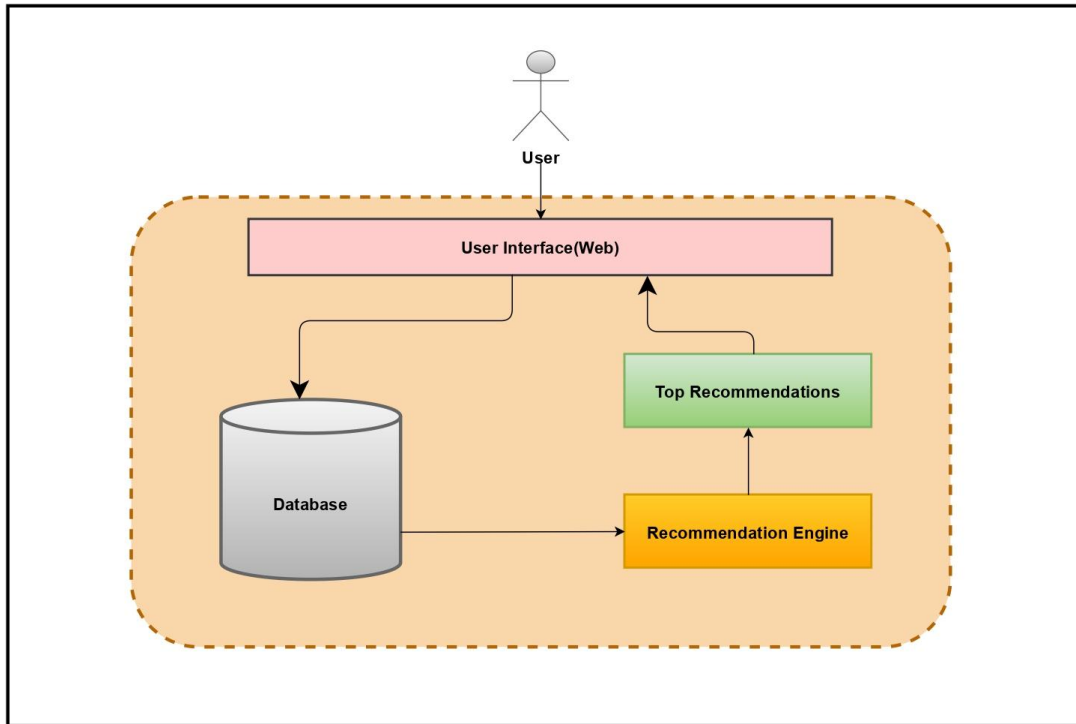 User
User Interface(Web)
Top Recommendations
Database
Recommendation Engine